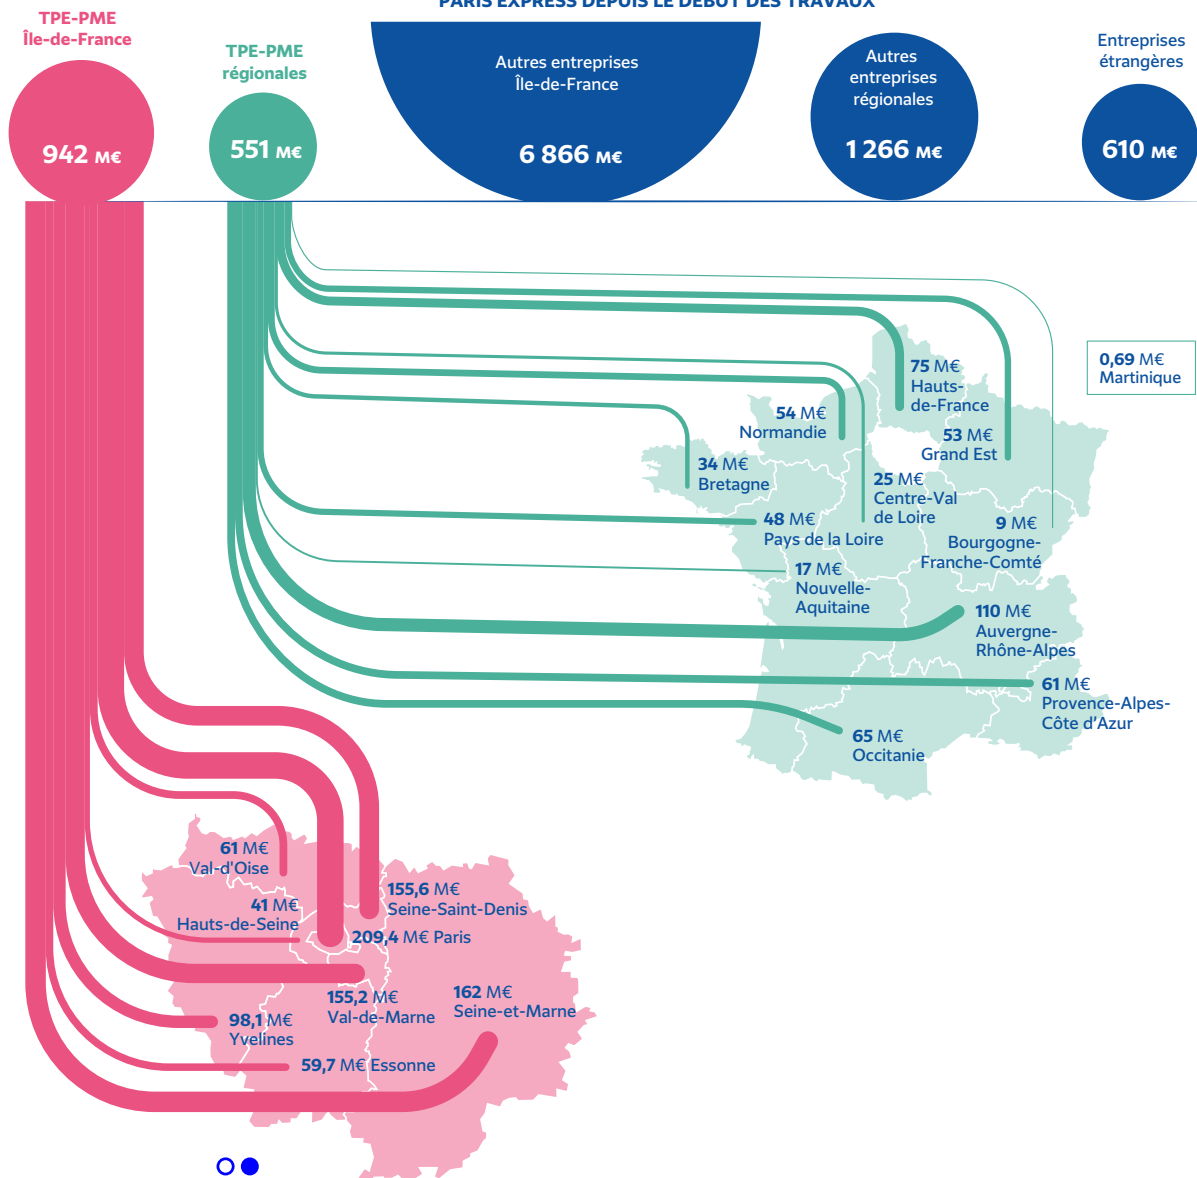 PARIS EXPRESS DEPUIS LE DÉBUT DES TRAVAUX
TPE-PME
Île-de-France
942 M€
TPE-PME
régionales
551 M€
Autres entreprises
Île-de-France
6 866 M€
Autres
entreprises
régionales
1 266 M€
Entreprises
étrangères
610 M€
0,69 M€
Martinique
75 M€
Hauts-
de-France
54 M€
Normandie
53 M€
Grand Est
34 M€
Bretagne
25 M€
Centre-Val
de Loire
48 M€
Pays de la Loire
9 M€
Bourgogne-
Franche-Comté
17 M€
Nouvelle-
Aquitaine
110 M€
Auvergne-
Rhône-Alpes
61 M€
Provence-Alpes-
Côte d'Azur
65 M€
Occitanie
61 M€
Val-d'Oise
41 M€
Hauts-de-Seine
155,6 M€
Seine-Saint-Denis
209,4 M€ Paris
155,2 M€
Val-de-Marne
162 M€
Seine-et-Marne
98,1 M€
Yvelines
59,7 M€ Essonne